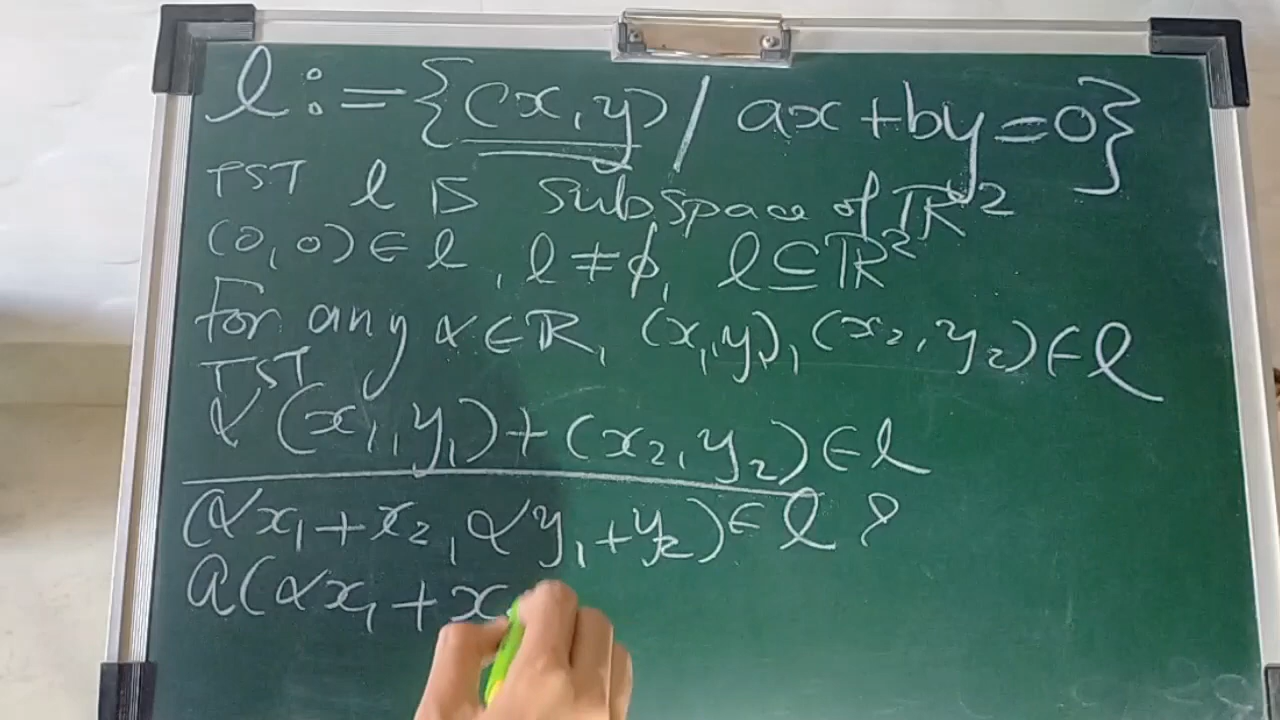 l := {(x, y) / ax + by = 0}
TST l is subspace of ℝ²
(0, 0) ∈ l, l ≠ ϕ, l ⊆ ℝ²
For any α ∈ ℝ, (x₁, y₁), (x₂, y₂) ∈ l
TST
α (x₁, y₁) + (x₂, y₂) ∈ l
(αx₁ + x₂, αy₁ + y₂) ∈ l ?
a(αx₁ + x